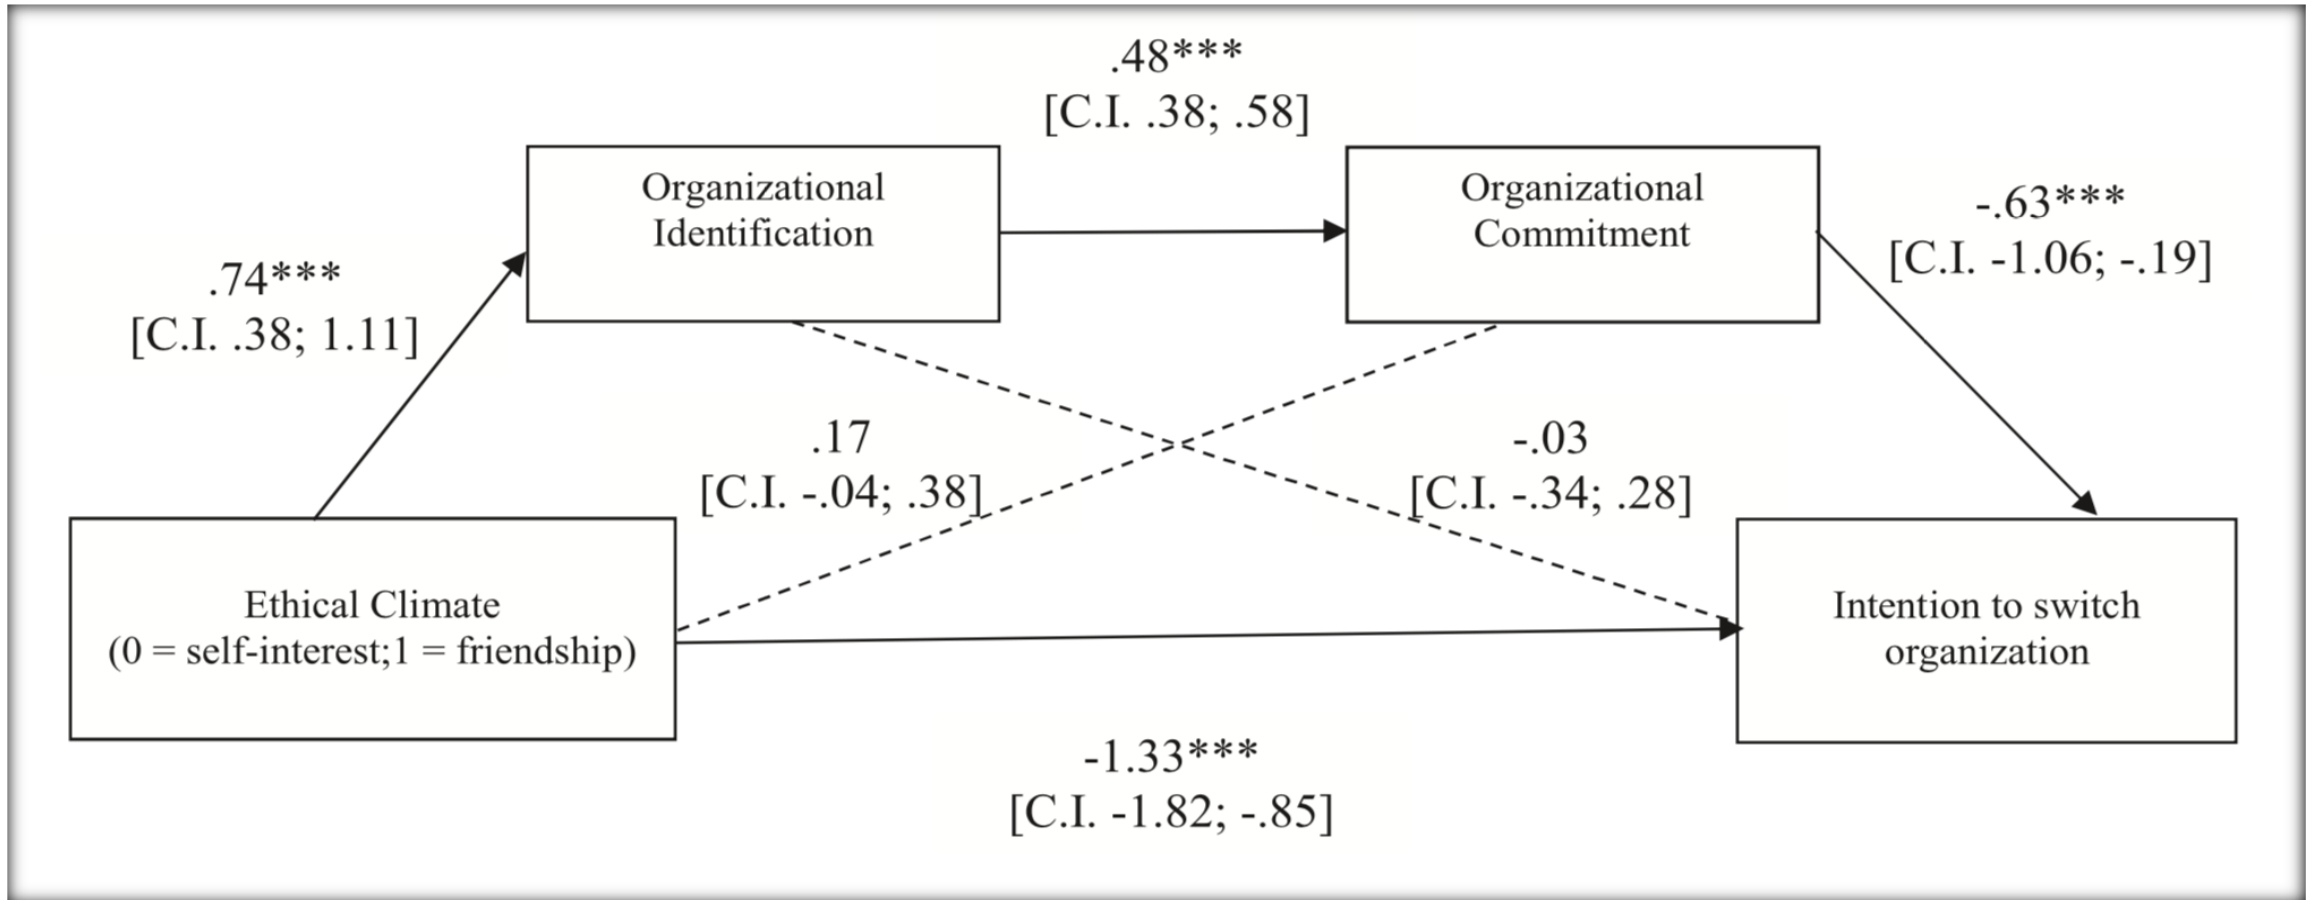 .48***
[C.I. .38; .58]
Organizational
Identification
Organizational
Commitment
-.63***
[C.I. -1.06; -.19]
.74***
[C.I. .38; 1.11]
.17
[C.I. -.04; .38]
-.03
[C.I. -.34; .28]
Ethical Climate
(0 = self-interest;1 = friendship)
Intention to switch
organization
-1.33***
[C.I. -1.82; -.85]